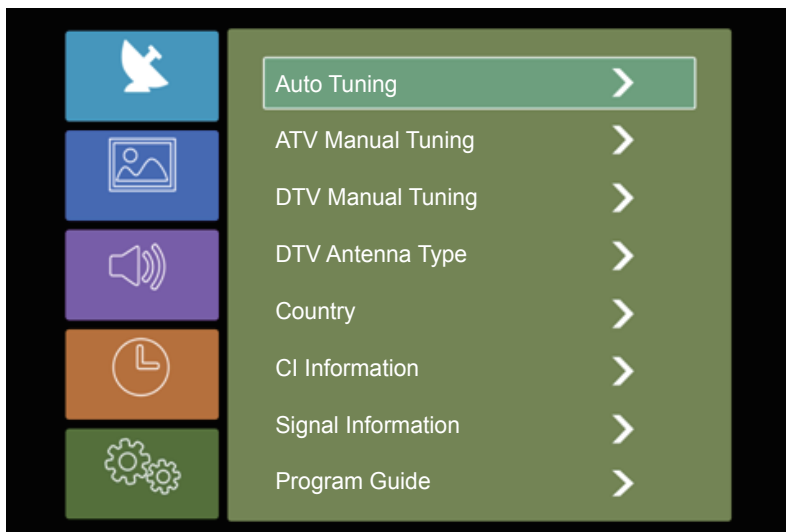 Auto Tuning
ATV Manual Tuning
DTV Manual Tuning
DTV Antenna Type
Country
CI Information
Signal Information
Program Guide